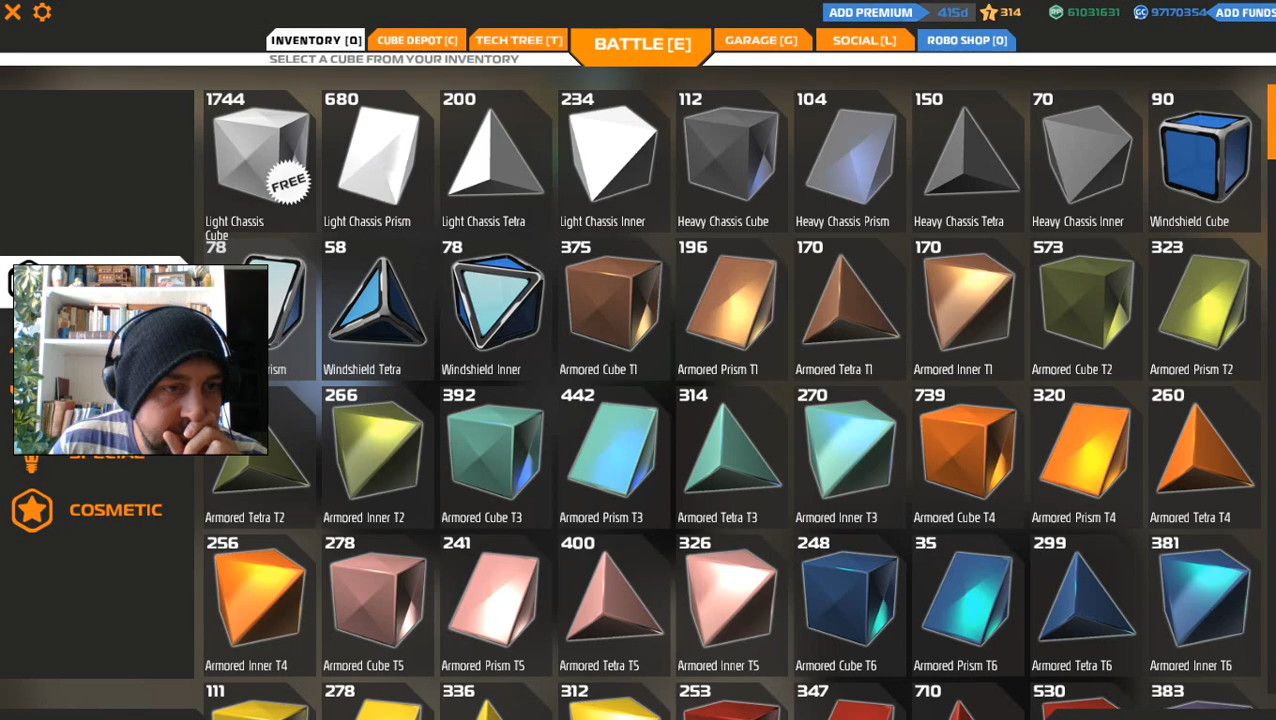 ADD PREMIUM 415d 314 RP 61031631 GC 97170354 ADD FUNDS
INVENTORY [Q] CUBE DEPOT [C] TECH TREE [T] BATTLE [E] GARAGE [G] SOCIAL [L] ROBO SHOP [O]
SELECT A CUBE FROM YOUR INVENTORY
1744 680 200 234 112 104 150 70 90
FREE
Light Chassis Cube Light Chassis Prism Light Chassis Tetra Light Chassis Inner Heavy Chassis Cube Heavy Chassis Prism Heavy Chassis Tetra Heavy Chassis Inner Windshield Cube
78 58 78 375 196 170 170 573 323
rism Windshield Tetra Windshield Inner Armored Cube T1 Armored Prism T1 Armored Tetra T1 Armored Inner T1 Armored Cube T2 Armored Prism T2
266 392 442 314 270 739 320 260
SPECIAL
COSMETIC
Armored Tetra T2 Armored Inner T2 Armored Cube T3 Armored Prism T3 Armored Tetra T3 Armored Inner T3 Armored Cube T4 Armored Prism T4 Armored Tetra T4
256 278 241 400 326 248 35 299 381
Armored Inner T4 Armored Cube T5 Armored Prism T5 Armored Tetra T5 Armored Inner T5 Armored Cube T6 Armored Prism T6 Armored Tetra T6 Armored Inner T6
111 278 336 312 253 347 710 530 383